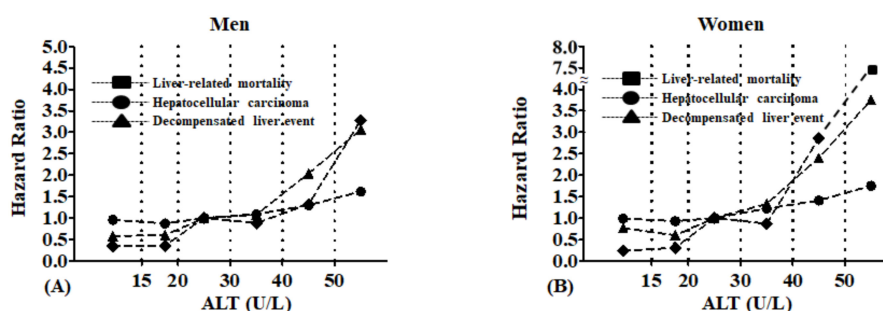 Men
5.0
4.5
4.0
3.5
3.0
2.5
2.0
1.5
1.0
0.5
0.0
Hazard Ratio
Liver-related mortality
Hepatocellular carcinoma
Decompensated liver event
15 20 30 40 50
(A) ALT (U/L)
Women
8.0
7.5
≈
4.0
3.5
3.0
2.5
2.0
1.5
1.0
0.5
0.0
Hazard Ratio
Liver-related mortality
Hepatocellular carcinoma
Decompensated liver event
15 20 30 40 50
(B) ALT (U/L)